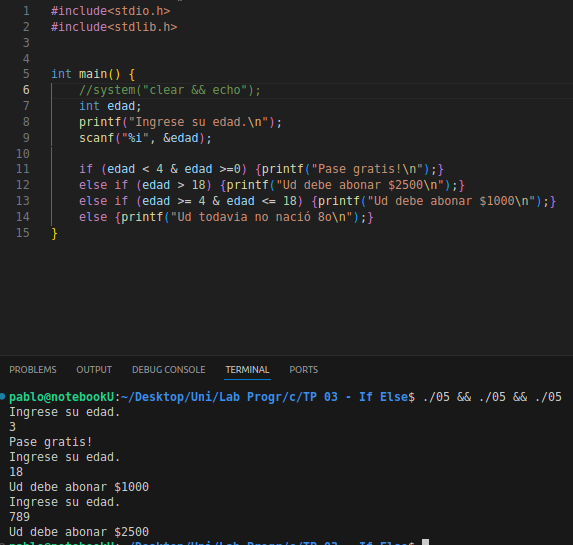 1 #include<stdio.h>
2 #include<stdlib.h>
3
4
5 int main() {
6 //system("clear && echo");
7 int edad;
8 printf("Ingrese su edad.\n");
9 scanf("%i", &edad);
10
11 if (edad < 4 & edad >=0) {printf("Pase gratis!\n");}
12 else if (edad > 18) {printf("Ud debe abonar $2500\n");}
13 else if (edad >= 4 & edad <= 18) {printf("Ud debe abonar $1000\n");}
14 else {printf("Ud todavia no nació 8o\n");}
15 }
PROBLEMS OUTPUT DEBUG CONSOLE TERMINAL PORTS
pablo@notebookU:~/Desktop/Uni/Lab Progr/c/TP 03 - If Else$ ./05 && ./05 && ./05
Ingrese su edad.
3
Pase gratis!
Ingrese su edad.
18
Ud debe abonar $1000
Ingrese su edad.
789
Ud debe abonar $2500
pablo@notebookU:~/Desktop/Uni/Lab Progr/c/TP 03 - If Else$